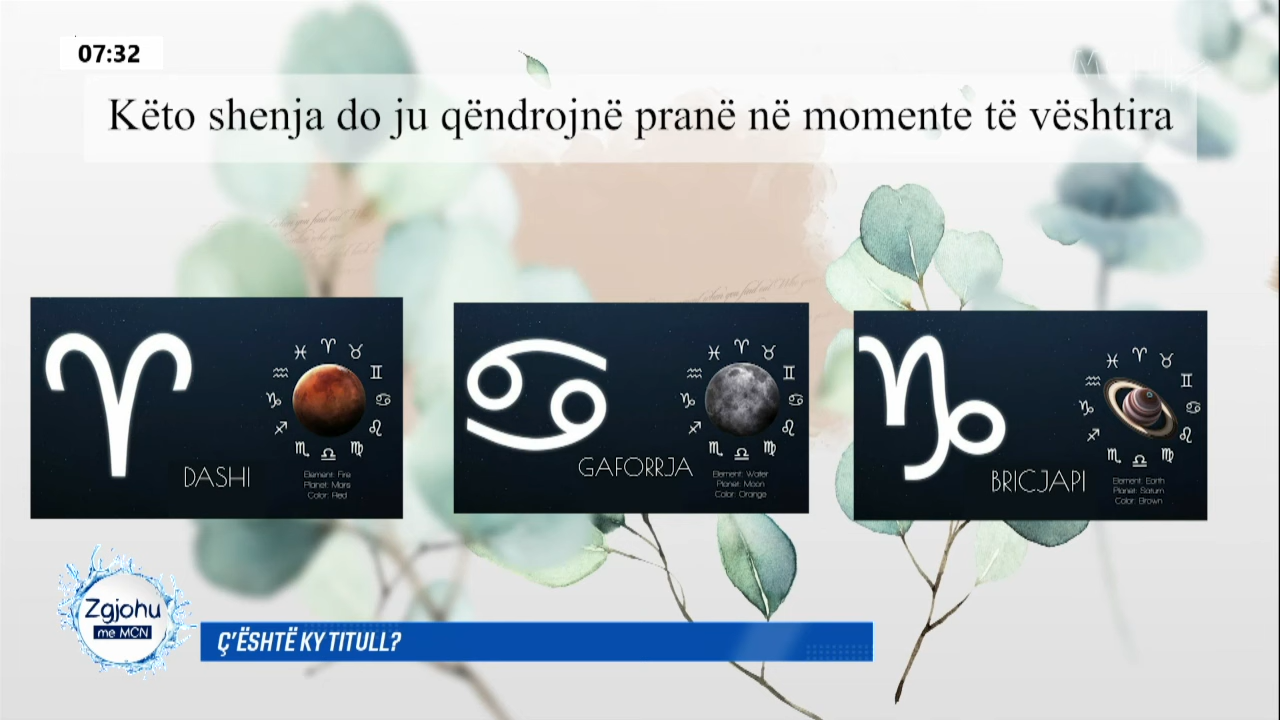 07:32
Këto shenja do ju qëndrojnë pranë në momente të vështira
DASHI
Element: Fire
Planet: Mars
Color: Red
GAFORRJA
Element: Water
Planet: Moon
Color: Orange
BRICJAPI
Element: Earth
Planet: Saturn
Color: Brown
Zgjohu
me MCN
Ç'ËSHTË KY TITULL?